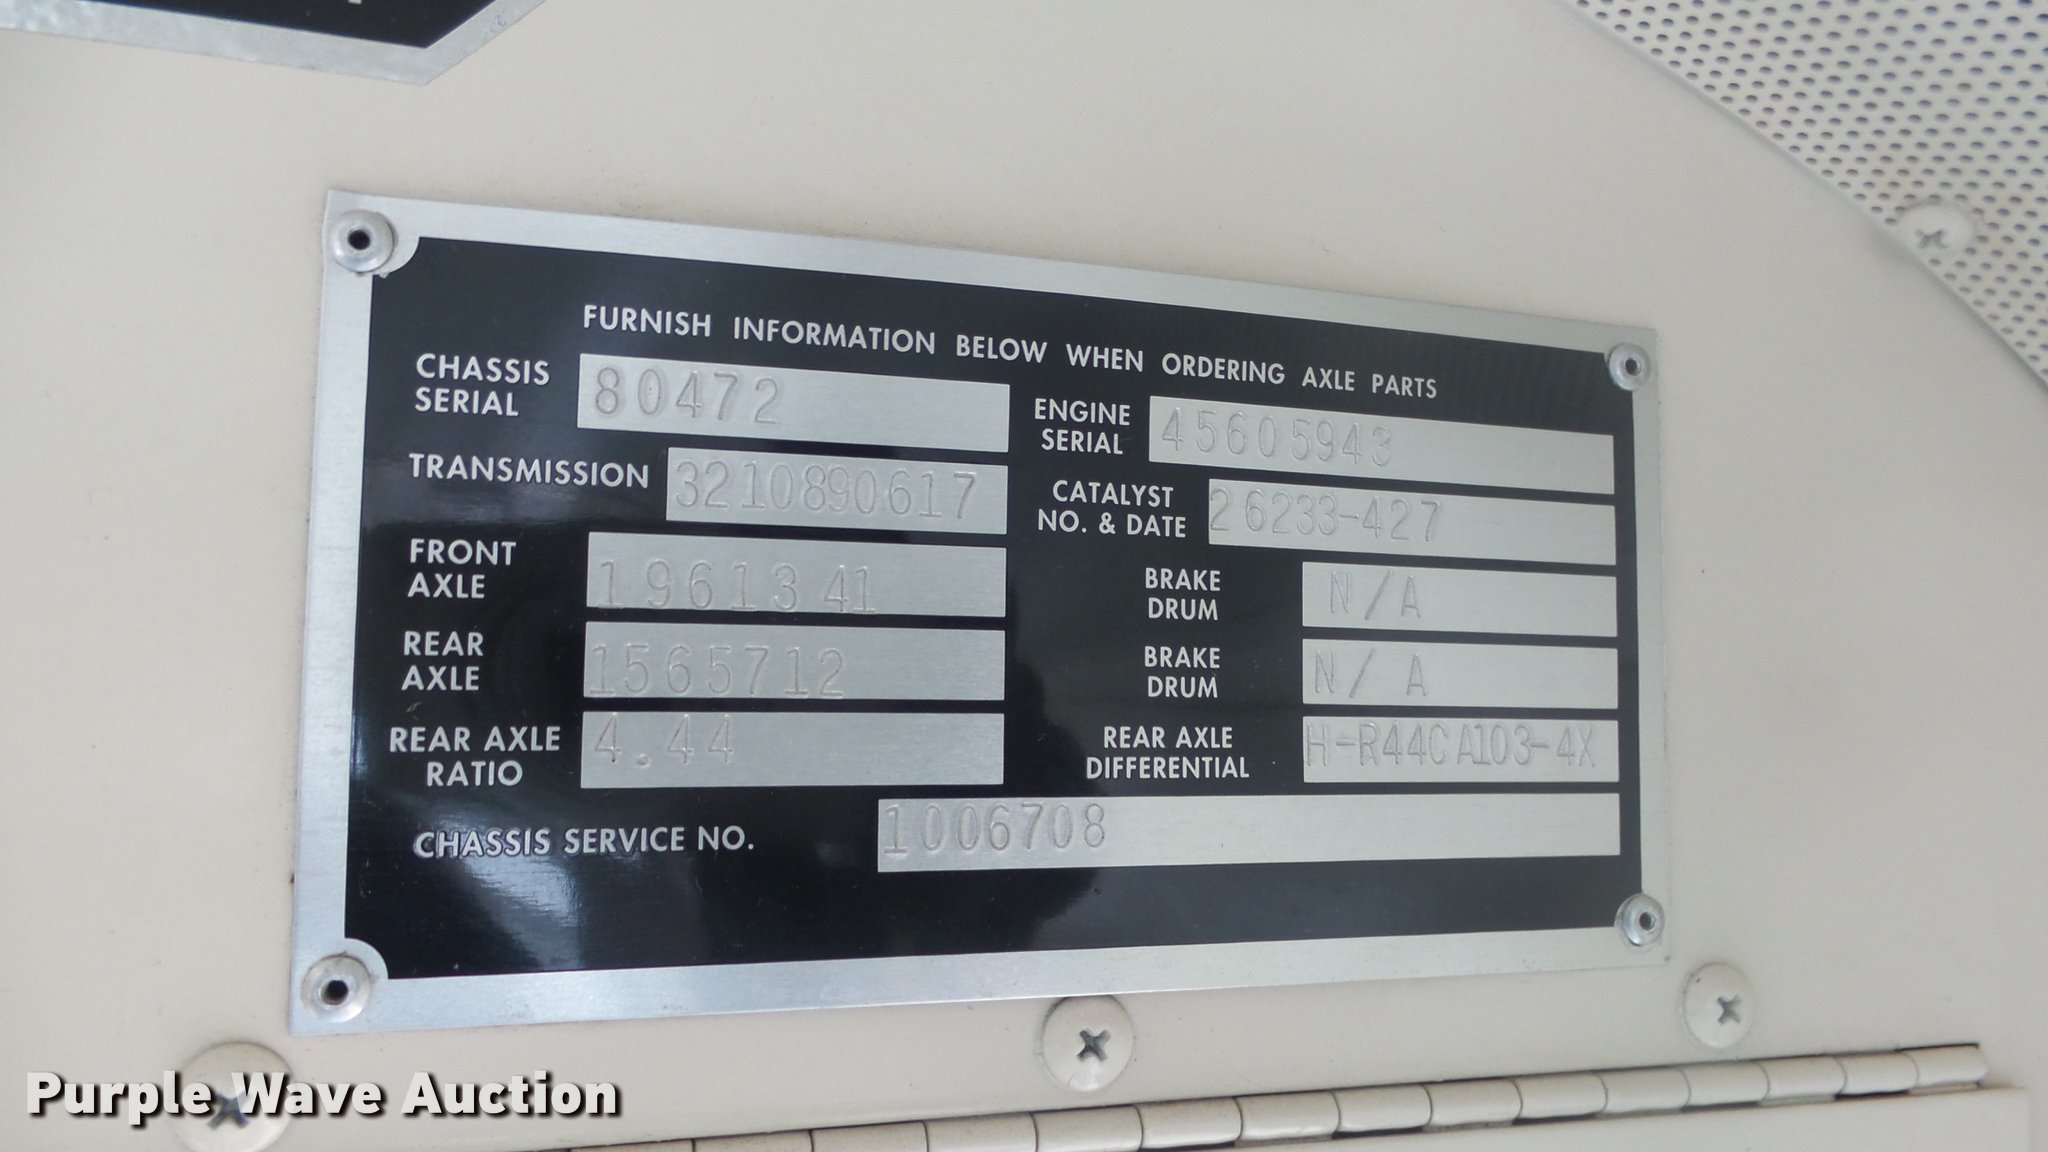 FURNISH INFORMATION BELOW WHEN ORDERING AXLE PARTS
CHASSIS
SERIAL
80472
ENGINE
SERIAL
45605943
TRANSMISSION
3210890617
CATALYST
NO. & DATE
26233-427
FRONT
AXLE
1961341
BRAKE
DRUM
N/A
REAR
AXLE
1565712
BRAKE
DRUM
N/A
REAR AXLE
RATIO
4.44
REAR AXLE
DIFFERENTIAL
H-R44CA103-4X
CHASSIS SERVICE NO.
1006708
Purple Wave Auction